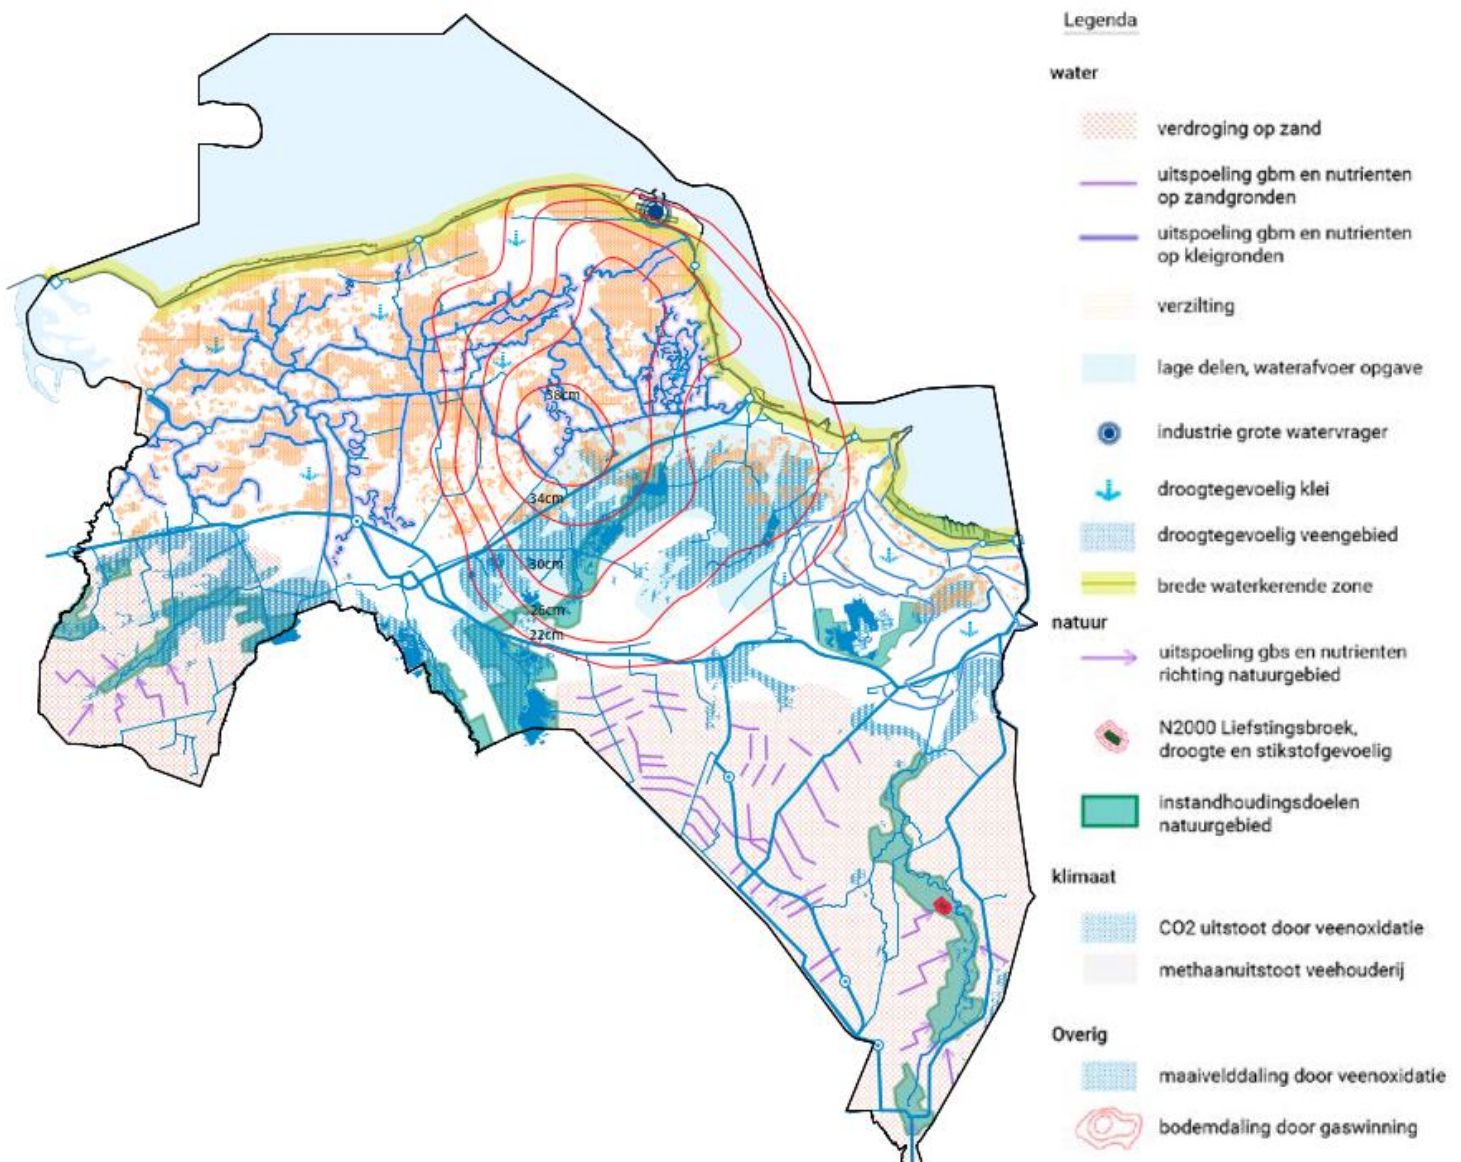 Legenda
water
verdroging op zand
uitspoeling gbm en nutrienten
op zandgronden
uitspoeling gbm en nutrienten
op kleigronden
verzilting
lage delen, waterafvoer opgave
industrie grote watervrager
droogtegevoelig klei
droogtegevoelig veengebied
brede waterkerende zone
natuur
uitspoeling gbs en nutrienten
richting natuurgebied
N2000 Liefstingsbroek,
droogte en stikstofgevoelig
instandhoudingsdoelen
natuurgebied
klimaat
CO2 uitstoot door veenoxidatie
methaanuitstoot veehouderij
Overig
maaivelddaling door veenoxidatie
bodemdaling door gaswinning
38cm
34cm
30cm
26cm
22cm